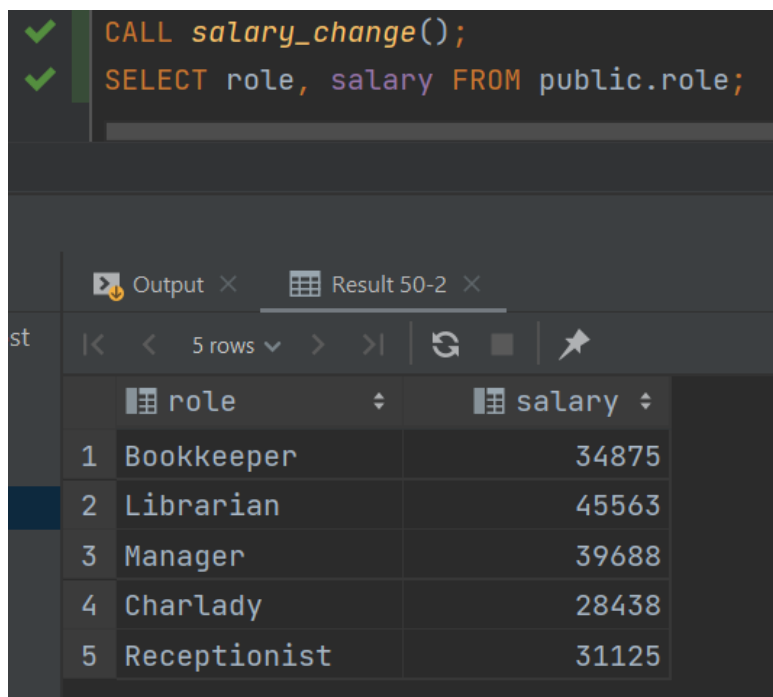 CALL salary_change();
SELECT role, salary FROM public.role;
Output
Result 50-2
st
5 rows
role salary
1 Bookkeeper 34875
2 Librarian 45563
3 Manager 39688
4 Charlady 28438
5 Receptionist 31125